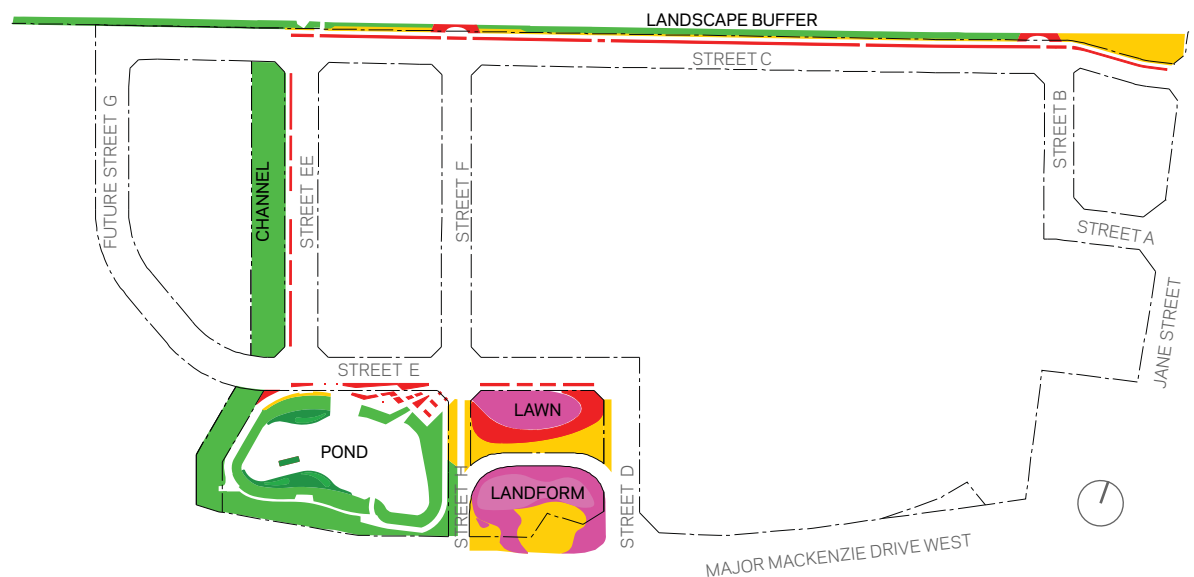 LANDSCAPE BUFFER
STREET C
FUTURE STREET G
CHANNEL
STREET EE
STREET F
STREET B
STREET A
JANE STREET
STREET E
LAWN
POND
LANDFORM
STREET H
STREET D
MAJOR MACKENZIE DRIVE WEST